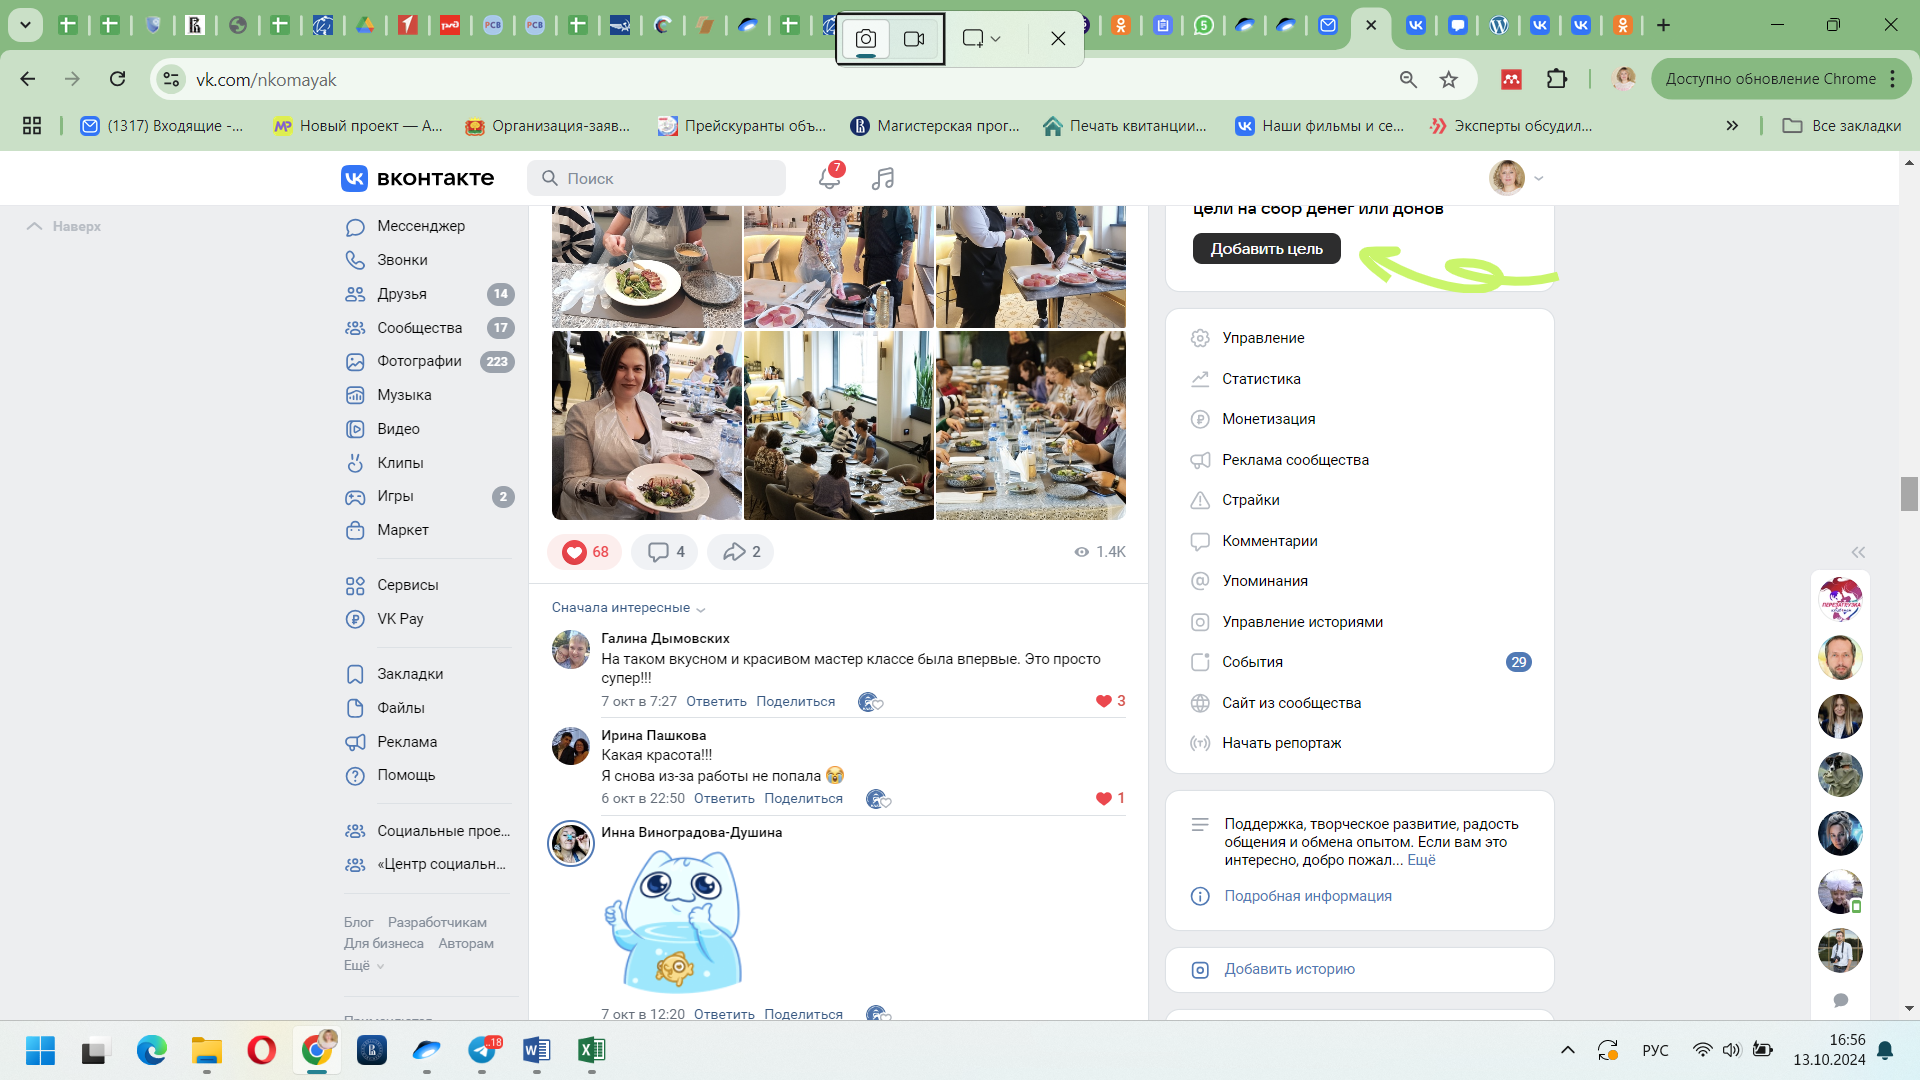 vk.com/nkomayak
Доступно обновление Chrome
(1317) Входящие -...
Новый проект — А...
Организация-заяв...
Прейскуранты объ...
Магистерская прог...
Печать квитанции...
Наши фильмы и се...
Эксперты обсудил...
Все закладки
вконтакте
Поиск
7
Наверх
Мессенджер
Звонки
Друзья 14
Сообщества 17
Фотографии 223
Музыка
Видео
Клипы
Игры 2
Маркет
Сервисы
VK Pay
Закладки
Файлы
Реклама
Помощь
Социальные прое...
«Центр социальн...
Блог Разработчикам
Для бизнеса Авторам
Ещё
68 4 2 1.4K
Сначала интересные
Галина Дымовских
На таком вкусном и красивом мастер классе была впервые. Это просто
супер!!!
7 окт в 7:27 Ответить Поделиться 3
Ирина Пашкова
Какая красота!!!
Я снова из-за работы не попала 😭
6 окт в 22:50 Ответить Поделиться 1
Инна Виноградова-Душина
7 окт в 12:20 Ответить Поделиться
цели на сбор денег или донов
Добавить цель
Управление
Статистика
Монетизация
Реклама сообщества
Страйки
Комментарии
Упоминания
Управление историями
События 29
Сайт из сообщества
Начать репортаж
Поддержка, творческое развитие, радость
общения и обмена опытом. Если вам это
интересно, добро пожал... Ещё
Подробная информация
Добавить историю
ПЕРЕЗАГРУЗКА
РУС
16:56
13.10.2024